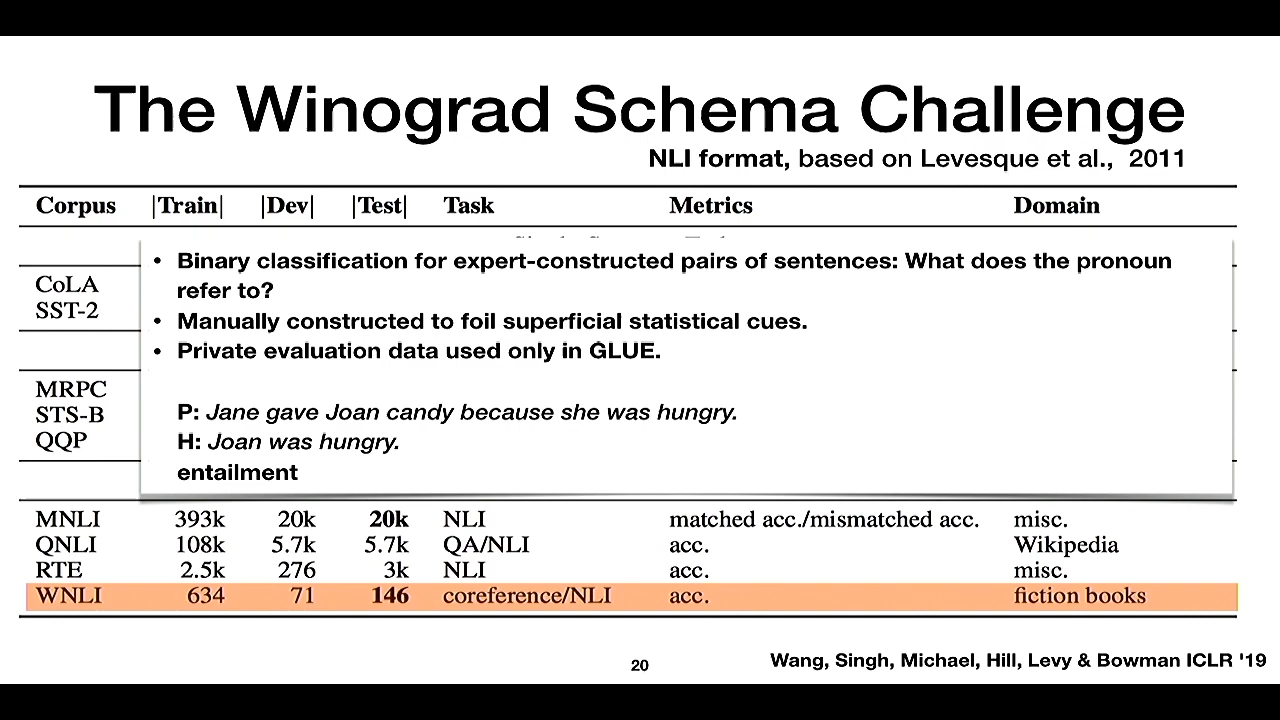 The Winograd Schema Challenge
NLI format, based on Levesque et al., 2011
Corpus |Train| |Dev| |Test| Task Metrics Domain
• Binary classification for expert-constructed pairs of sentences: What does the pronoun
refer to?
• Manually constructed to foil superficial statistical cues.
• Private evaluation data used only in GLUE.
P: Jane gave Joan candy because she was hungry.
H: Joan was hungry.
entailment
CoLA
SST-2
MRPC
STS-B
QQP
MNLI 393k 20k 20k NLI matched acc./mismatched acc. misc.
QNLI 108k 5.7k 5.7k QA/NLI acc. Wikipedia
RTE 2.5k 276 3k NLI acc. misc.
WNLI 634 71 146 coreference/NLI acc. fiction books
20
Wang, Singh, Michael, Hill, Levy & Bowman ICLR '19